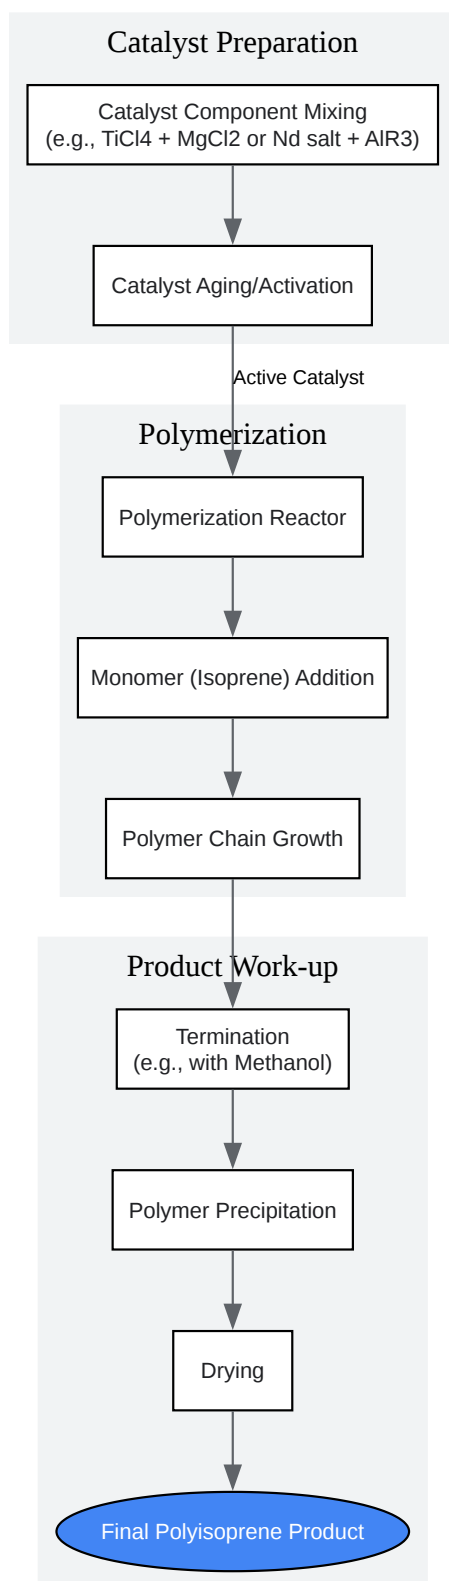 Catalyst Preparation
Catalyst Component Mixing
(e.g., TiCl4 + MgCl2 or Nd salt + AlR3)
Catalyst Aging/Activation
Active Catalyst
Polymerization
Polymerization Reactor
Monomer (Isoprene) Addition
Polymer Chain Growth
Product Work-up
Termination
(e.g., with Methanol)
Polymer Precipitation
Drying
Final Polyisoprene Product